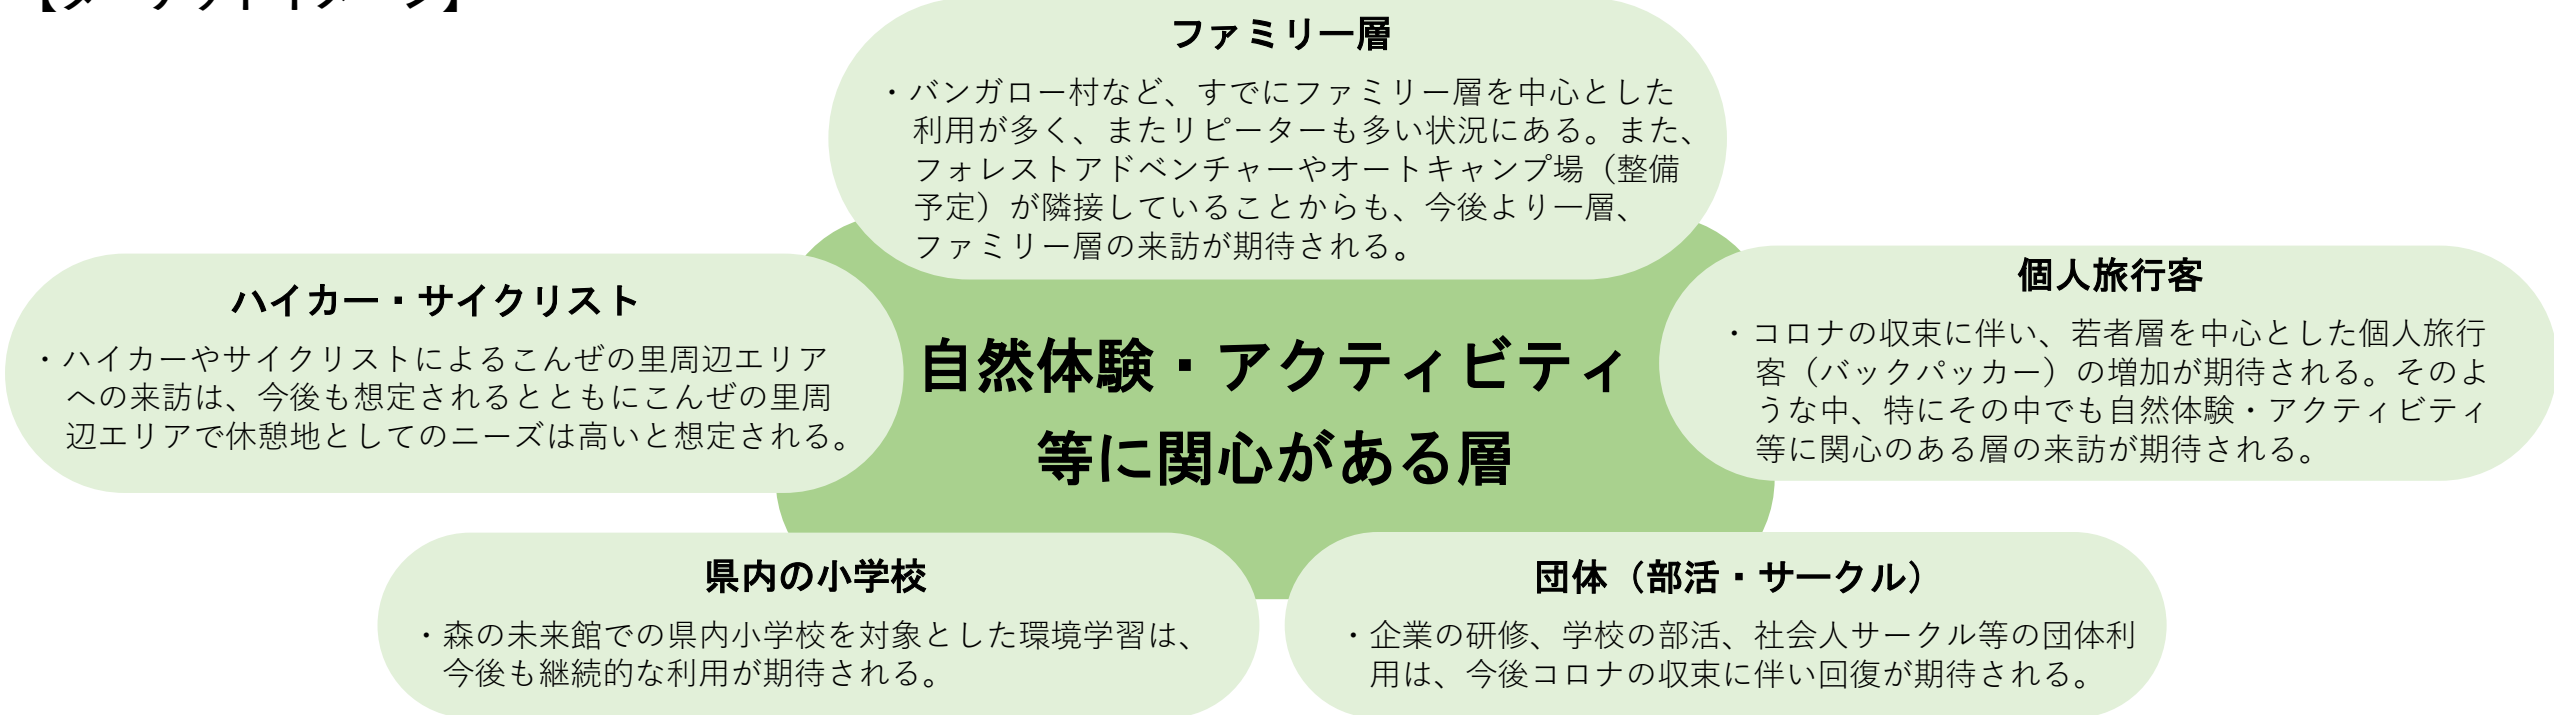 【ターゲットイメージ】
ファミリー層
・バンガロー村など、すでにファミリー層を中心とした
利用が多く、またリピーターも多い状況にある。また、
フォレストアドベンチャーやオートキャンプ場（整備
予定）が隣接していることからも、今後より一層、
ファミリー層の来訪が期待される。
ハイカー・サイクリスト
・ハイカーやサイクリストによるこんぜの里周辺エリア
への来訪は、今後も想定されるとともにこんぜの里周
辺エリアで休憩地としてのニーズは高いと想定される。
自然体験・アクティビティ
等に関心がある層
個人旅行客
・コロナの収束に伴い、若者層を中心とした個人旅行
客（バックパッカー）の増加が期待される。そのよ
うな中、特にその中でも自然体験・アクティビティ
等に関心のある層の来訪が期待される。
県内の小学校
・森の未来館での県内小学校を対象とした環境学習は、
今後も継続的な利用が期待される。
団体（部活・サークル）
・企業の研修、学校の部活、社会人サークル等の団体利
用は、今後コロナの収束に伴い回復が期待される。